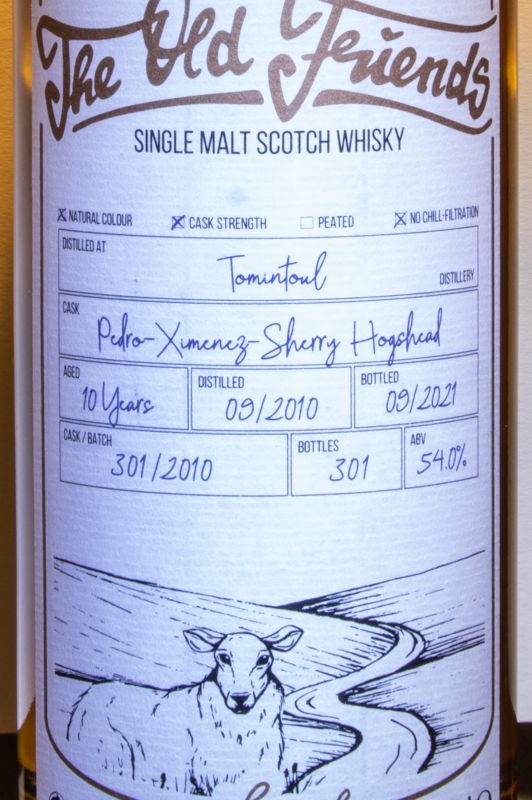 The Old Friends
SINGLE MALT SCOTCH WHISKY
NATURAL COLOUR CASK STRENGTH PEATED NO CHILL-FILTRATION
DISTILLED AT
Tomintoul
DISTILLERY
CASK
Pedro-Ximenez-Sherry Hogshead
AGED DISTILLED BOTTLED
10 Years 09/2010 09/2021
CASK / BATCH BOTTLES ABV
301/2010 301 54.0%